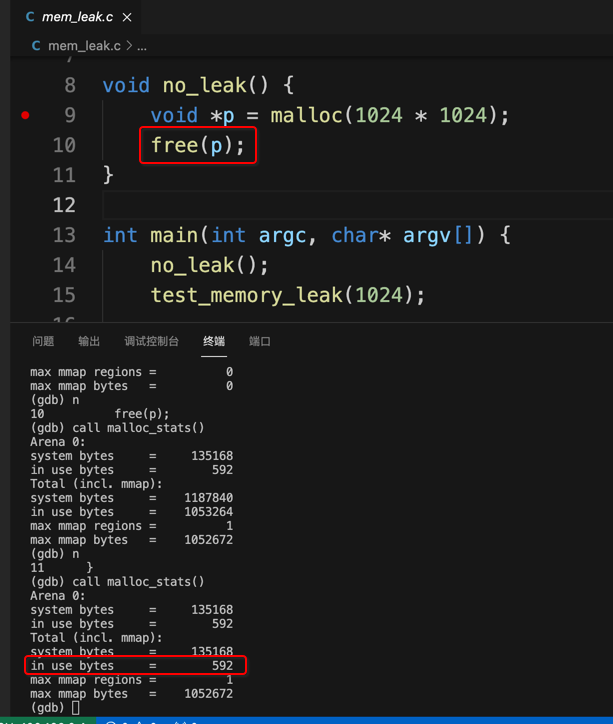 C mem_leak.c ×
C mem_leak.c > ...
8 void no_leak() {
9 void *p = malloc(1024 * 1024);
10 free(p);
11 }
12
13 int main(int argc, char* argv[]) {
14 no_leak();
15 test_memory_leak(1024);
问题 输出 调试控制台 终端 端口
max mmap regions = 0
max mmap bytes = 0
(gdb) n
10 free(p);
(gdb) call malloc_stats()
Arena 0:
system bytes = 135168
in use bytes = 592
Total (incl. mmap):
system bytes = 1187840
in use bytes = 1053264
max mmap regions = 1
max mmap bytes = 1052672
(gdb) n
11 }
(gdb) call malloc_stats()
Arena 0:
system bytes = 135168
in use bytes = 592
Total (incl. mmap):
system bytes = 135168
in use bytes = 592
max mmap regions = 1
max mmap bytes = 1052672
(gdb)